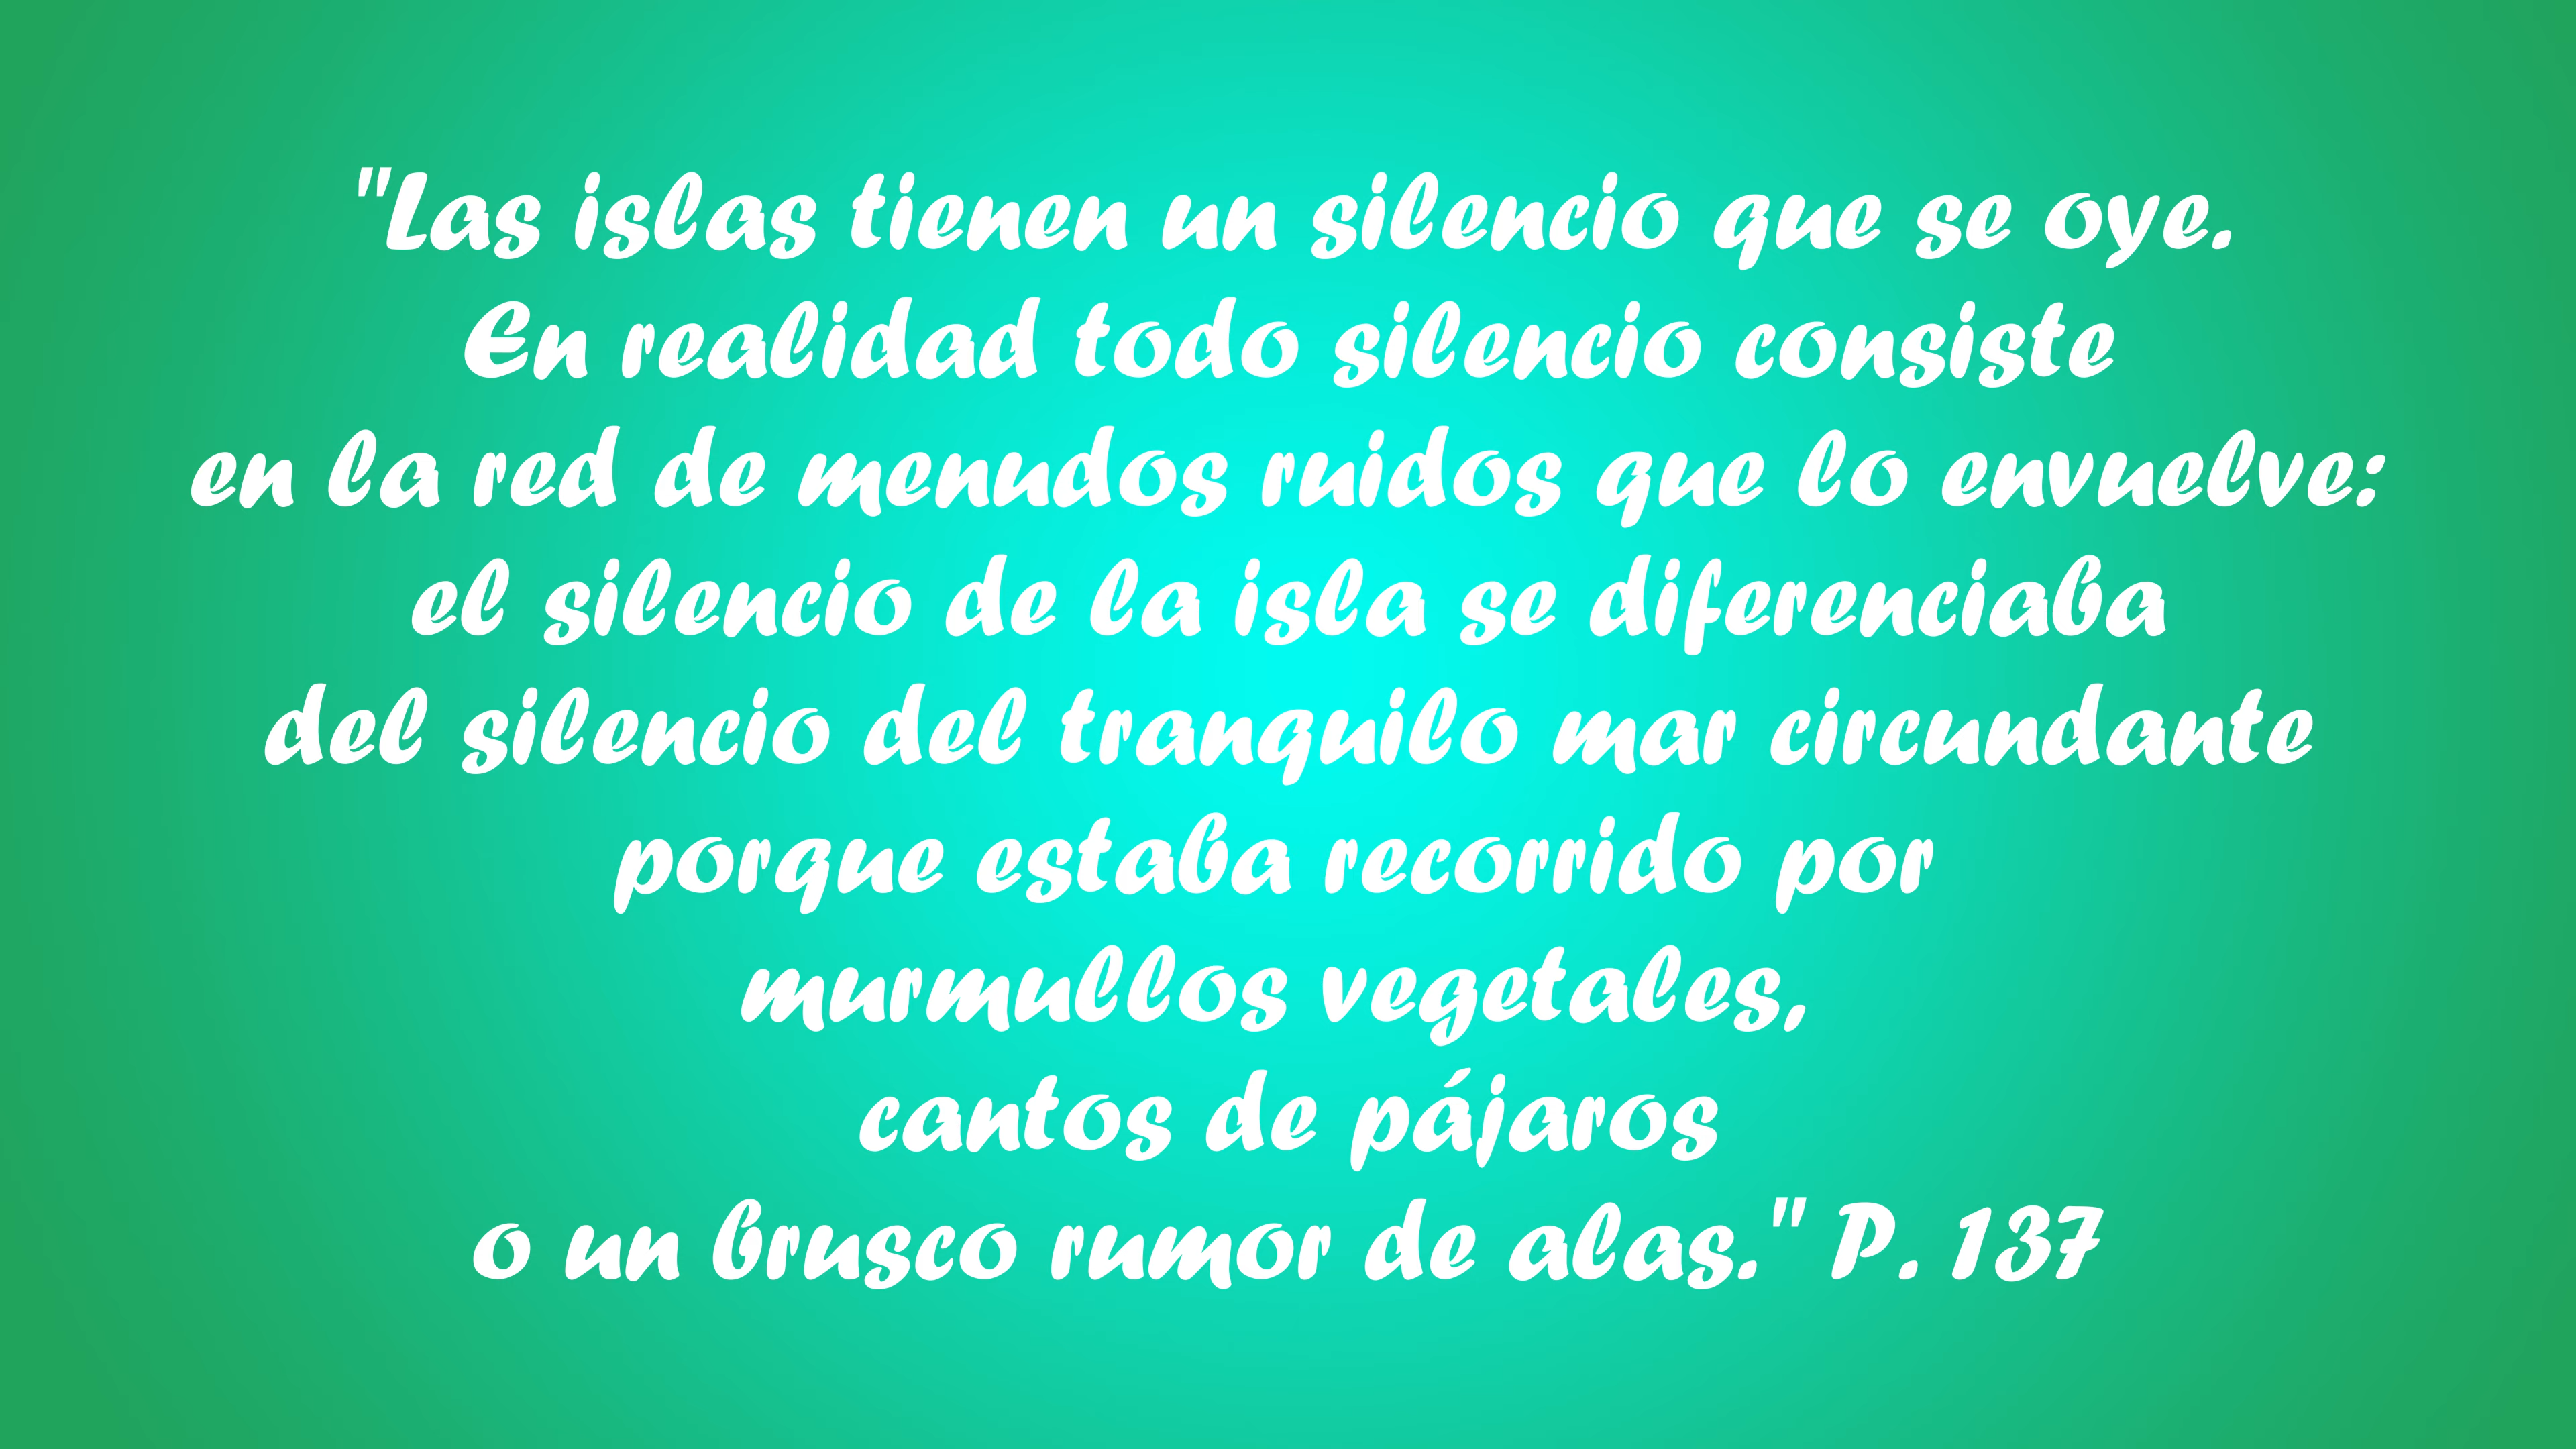 "Las islas tienen un silencio que se oye.
En realidad todo silencio consiste
en la red de menudos ruidos que lo envuelve:
el silencio de la isla se diferenciaba
del silencio del tranquilo mar circundante
porque estaba recorrido por
murmullos vegetales,
cantos de pájaros
o un brusco rumor de alas." P. 137